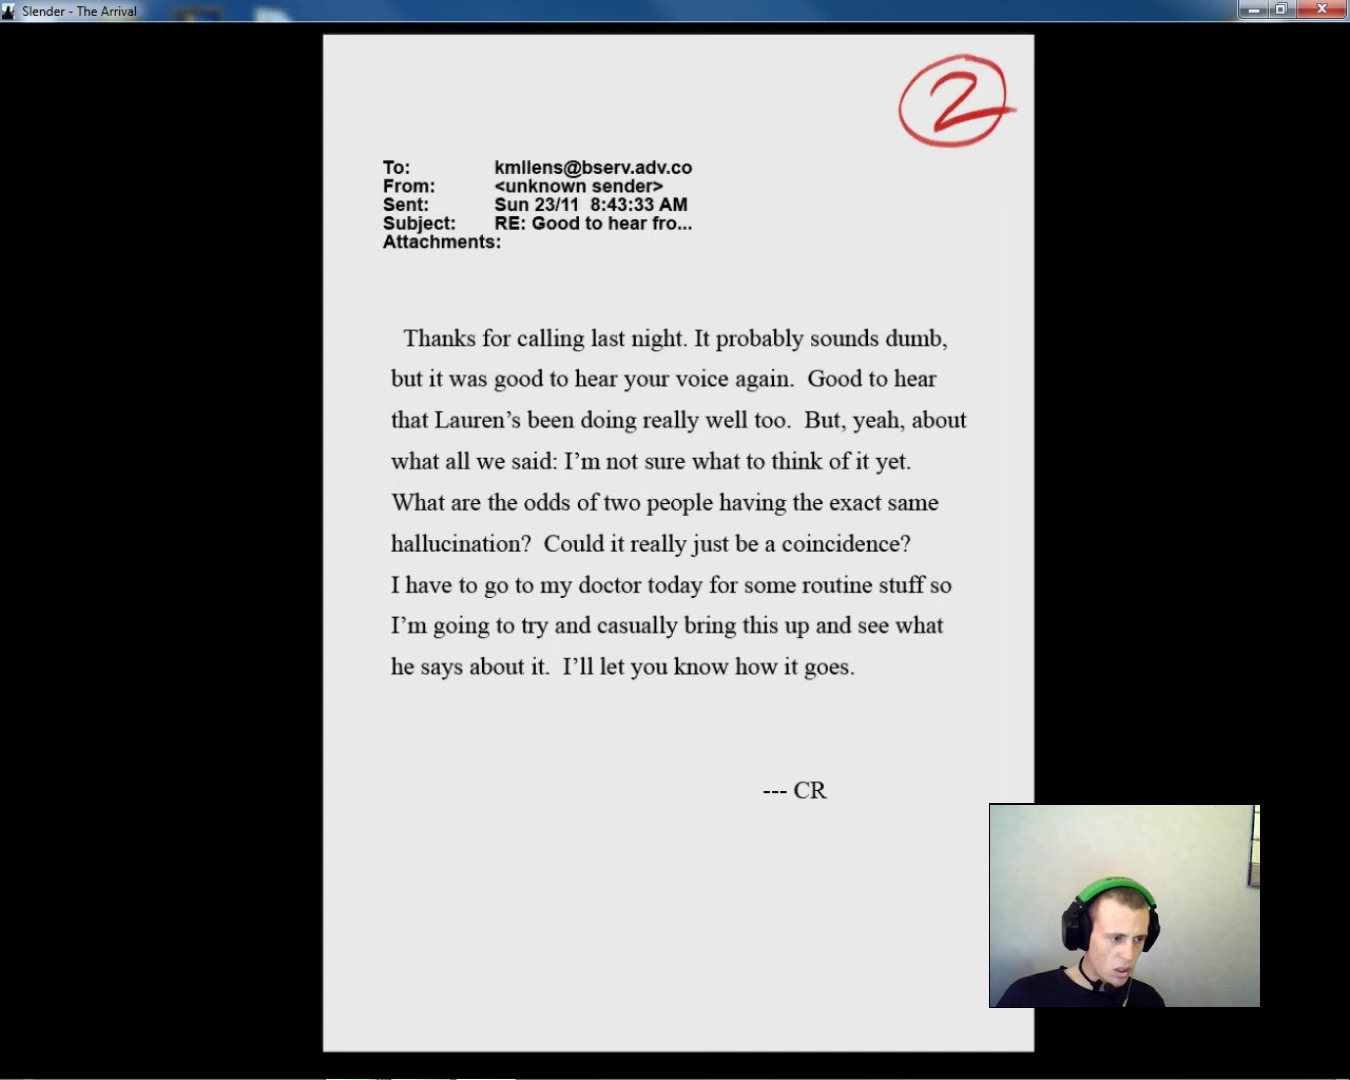 Slender - The Arrival
2
To: kmllens@bserv.adv.co
From: <unknown sender>
Sent: Sun 23/11 8:43:33 AM
Subject: RE: Good to hear fro...
Attachments:
Thanks for calling last night. It probably sounds dumb,
but it was good to hear your voice again. Good to hear
that Lauren’s been doing really well too. But, yeah, about
what all we said: I’m not sure what to think of it yet.
What are the odds of two people having the exact same
hallucination? Could it really just be a coincidence?
I have to go to my doctor today for some routine stuff so
I’m going to try and casually bring this up and see what
he says about it. I’ll let you know how it goes.
--- CR